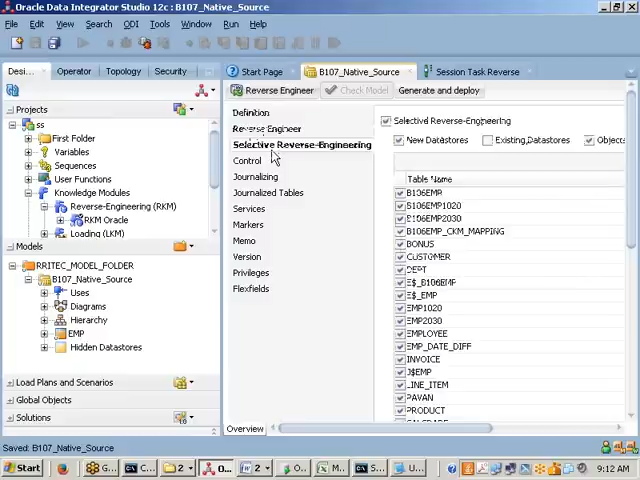 Oracle Data Integrator Studio 12c : B107_Native_Source
File Edit View Search ODI Tools Window Run Help
Desi... Operator Topology Security
Start Page B107_Native_Source Session Task Reverse
Reverse Engineer Check Model Generate and deploy
Projects
ss
First Folder
Variables
Sequences
User Functions
Knowledge Modules
Reverse-Engineering (RKM)
RKM Oracle
Loading (LKM)
Models
RRITEC_MODEL_FOLDER
B107_Native_Source
Uses
Diagrams
Hierarchy
EMP
Hidden Datastores
Load Plans and Scenarios
Global Objects
Solutions
Definition
Reverse Engineer
Selective Reverse-Engineering
Control
Journalizing
Journalized Tables
Services
Markers
Memo
Version
Privileges
Flexfields
Overview
Selective Reverse-Engineering
New Datastores Existing Datastores Objects
Table Name
B106EMP1020
B106EMP2030
B106EMP_CKM_MAPPING
BONUS
CUSTOMER
DEPT
E$_B106EMP
E$_EMP
EMP1020
EMP2030
EMPLOYEE
EMP_DATE_DIFF
INVOICE
J$EMP
LINE_ITEM
PAVAN
PRODUCT
Saved: B107_Native_Source
Start G... C... 2 O... 2... O... M... S... U... 9:12 AM